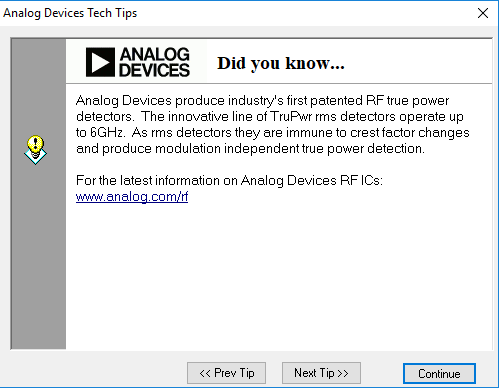 Analog Devices Tech Tips
ANALOG
DEVICES
Did you know...
Analog Devices produce industry's first patented RF true power
detectors. The innovative line of TruPwr rms detectors operate up
to 6GHz. As rms detectors they are immune to crest factor changes
and produce modulation independent true power detection.
For the latest information on Analog Devices RF ICs:
www.analog.com/rf
<< Prev Tip
Next Tip >>
Continue